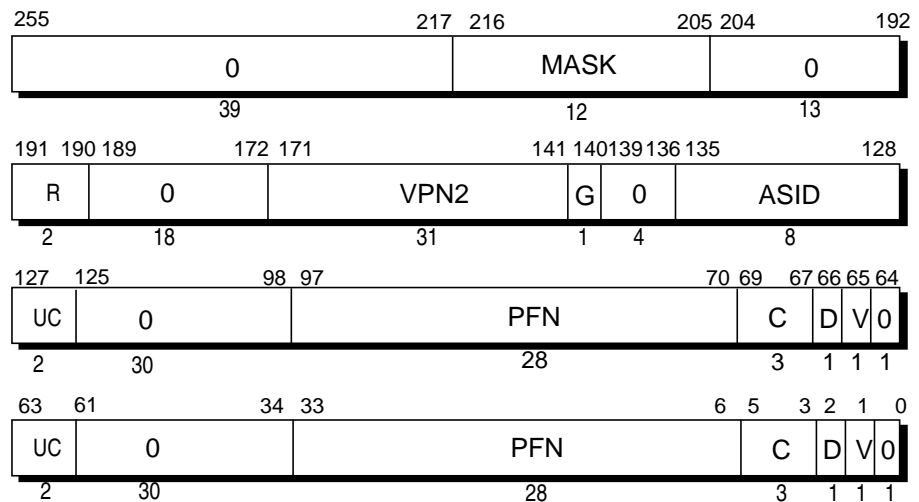 255 217 216 205 204 192
0 MASK 0
39 12 13
191 190 189 172 171 141 140 139 136 135 128
R 0 VPN2 G 0 ASID
2 18 31 1 4 8
127 125 98 97 70 69 67 66 65 64
UC 0 PFN C D V 0
2 30 28 3 1 1 1
63 61 34 33 6 5 3 2 1 0
UC 0 PFN C D V 0
2 30 28 3 1 1 1